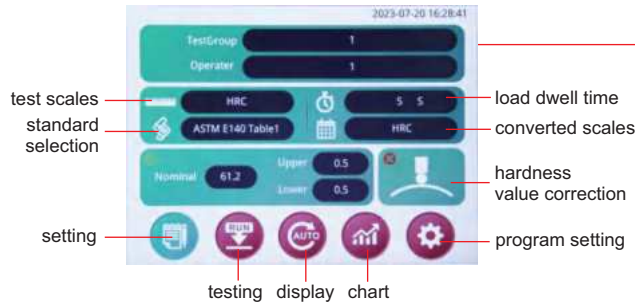 2023-07-20 16:28:41
TestGroup 1
Operater 1
test scales HRC 5 S load dwell time
standard selection ASTM E140 Table1 HRC converted scales
Nominal 61.2 Upper 0.5
Lower 0.5
hardness
value correction
setting RUN AUTO program setting
testing display chart